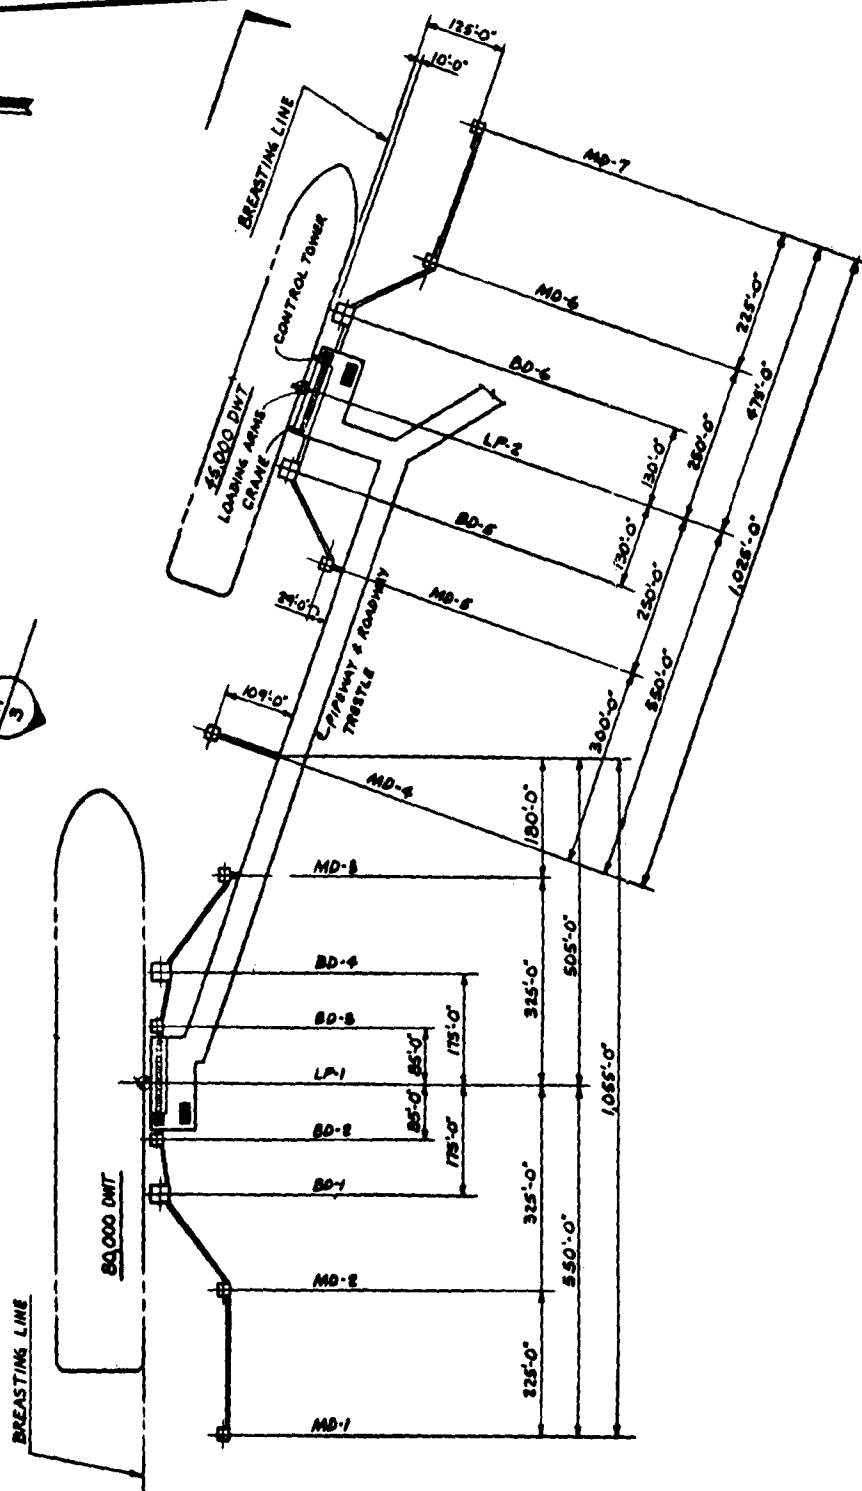 125'-0"
10'-0"
BREASTING LINE
MD-7
CONTROL TOWER
MD-6
225'-0"
BD-6
475'-0"
45,000 DWT
LOADING ARMS
CRANE
LP-2
130'-0"
250'-0"
BD-5
130'-0"
1,025'-0"
250'-0"
MD-5
PIPEWAY & ROADWAY
TRESTLE
550'-0"
300'-0"
3
109'-0"
MD-4
180'-0"
MD-3
505'-0"
325'-0"
BD-4
175'-0"
BD-3
85'-0"
LP-1
1,055'-0"
85'-0"
BD-2
175'-0"
BD-1
80,000 DWT
325'-0"
550'-0"
MD-2
BREASTING LINE
225'-0"
MD-1